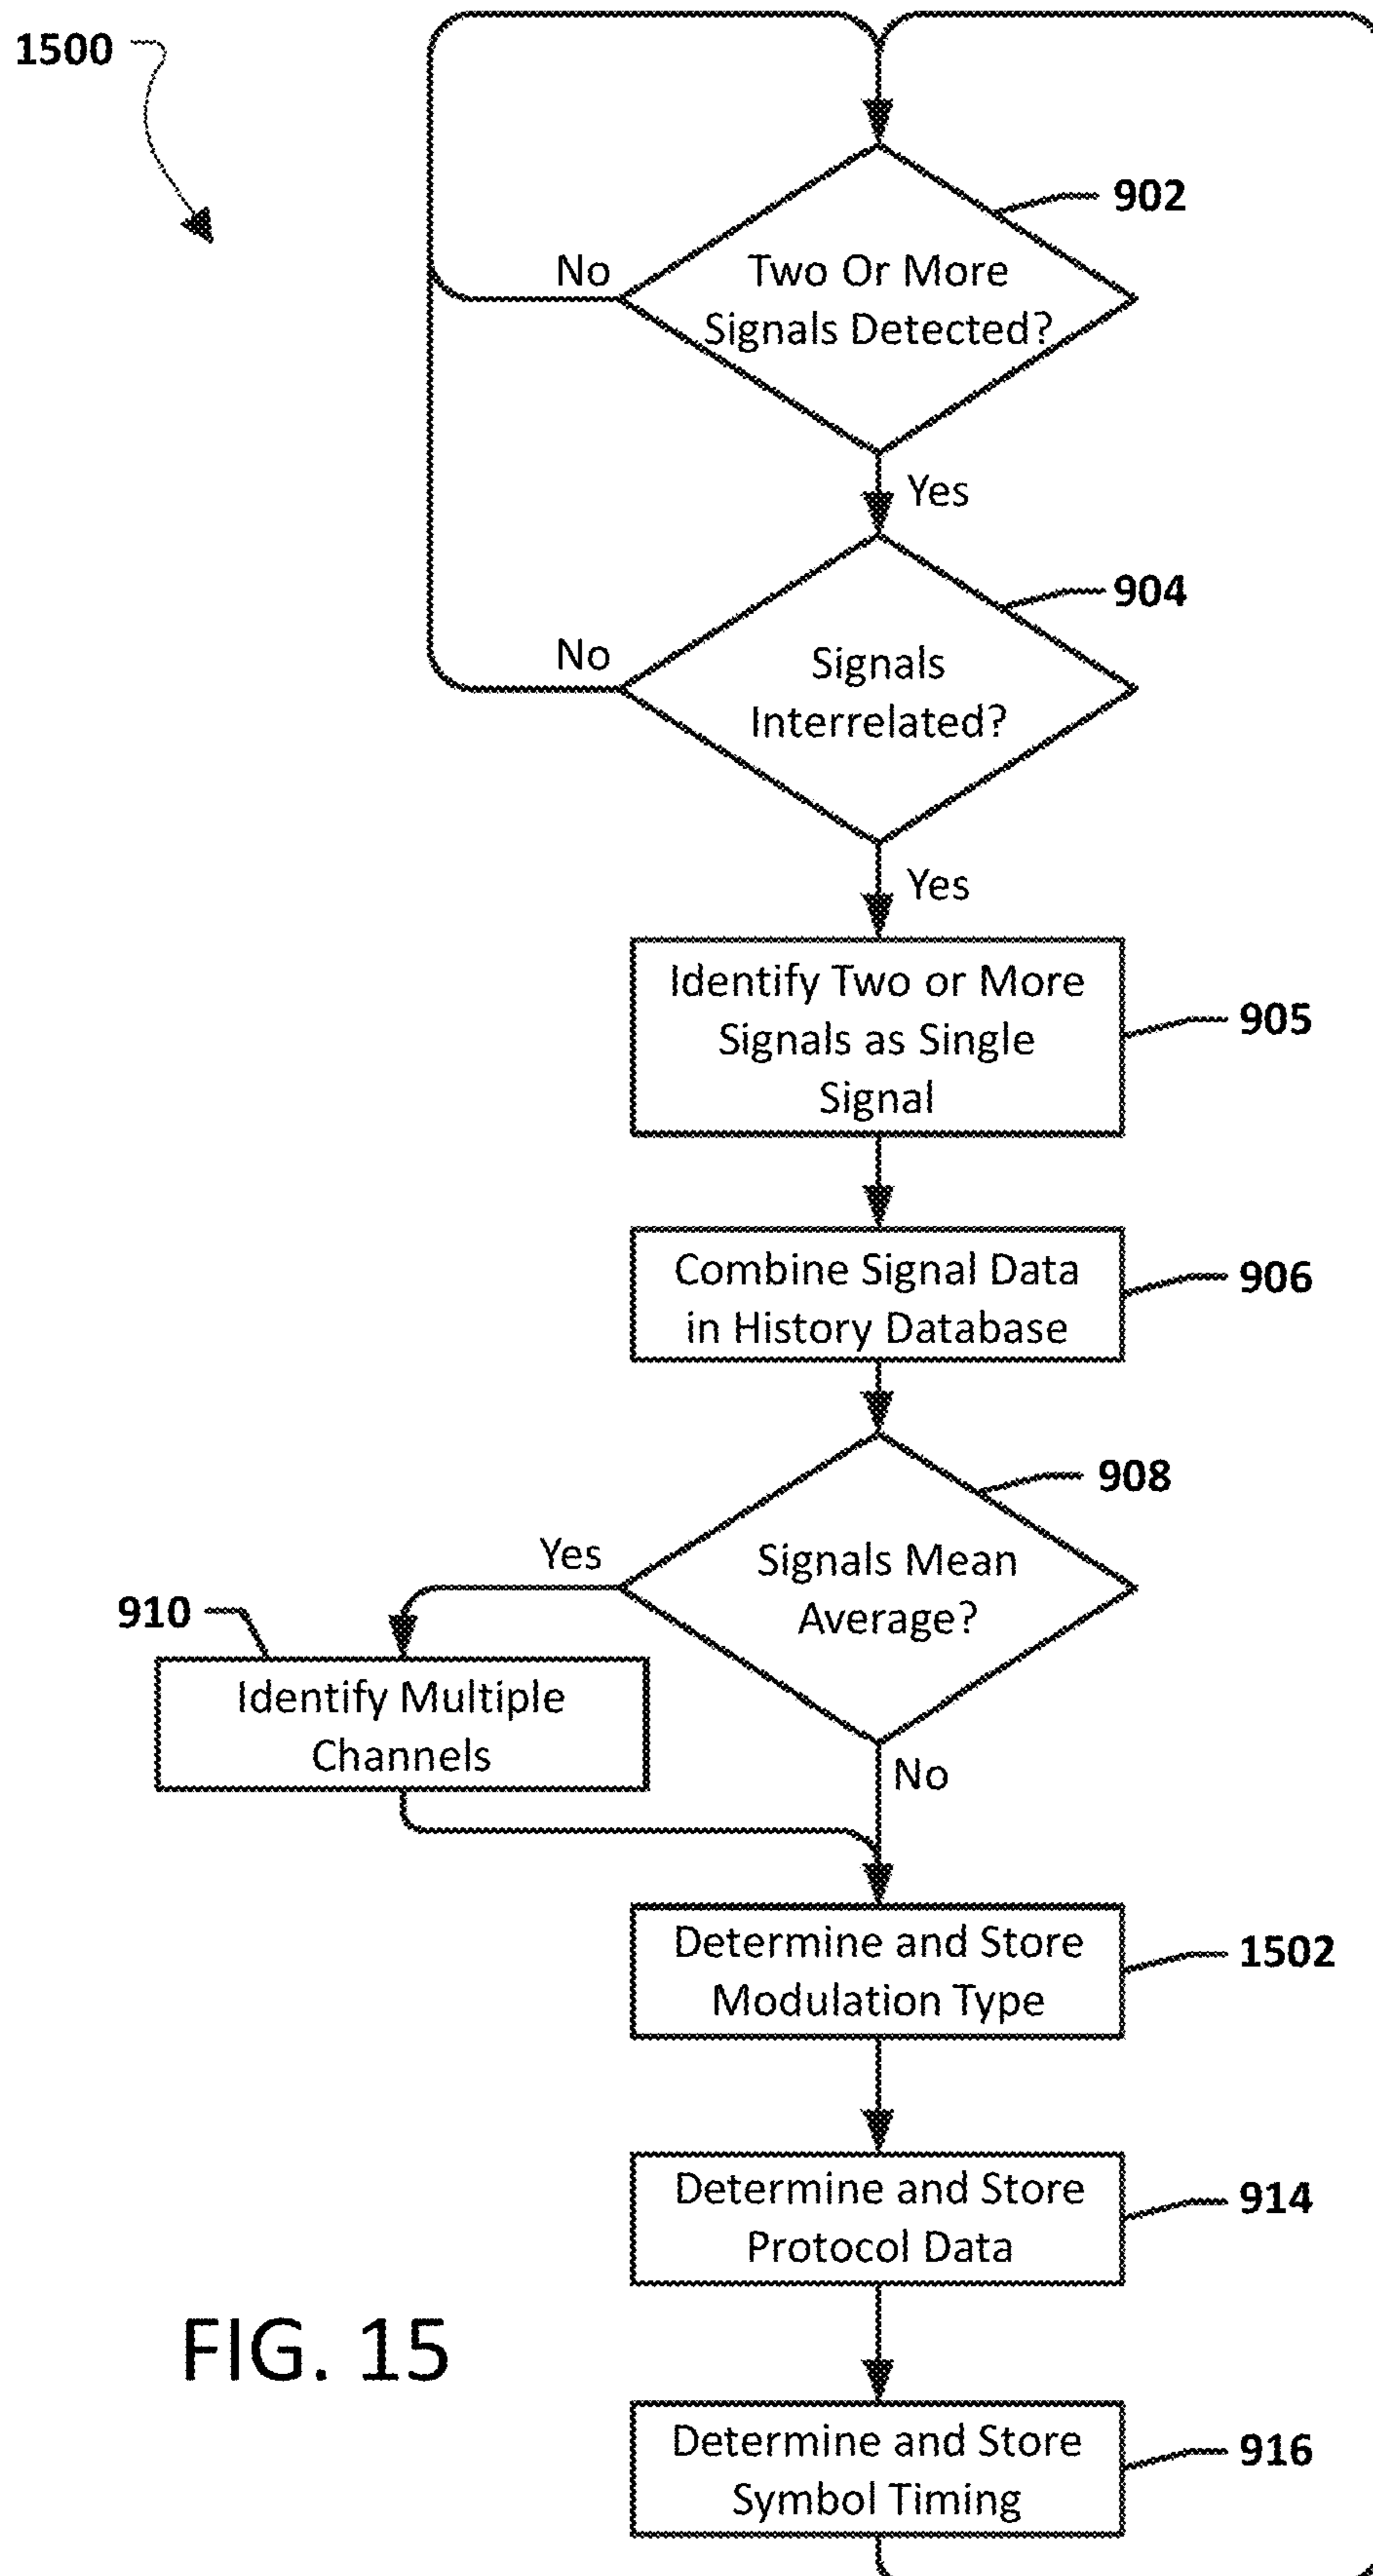 1500
902
No
Two Or More
Signals Detected?
Yes
904
No
Signals
Interrelated?
Yes
Identify Two or More
Signals as Single
Signal
905
Combine Signal Data
in History Database
906
908
Yes
Signals Mean
Average?
910
Identify Multiple
Channels
No
Determine and Store
Modulation Type
1502
Determine and Store
Protocol Data
914
FIG. 15
Determine and Store
Symbol Timing
916